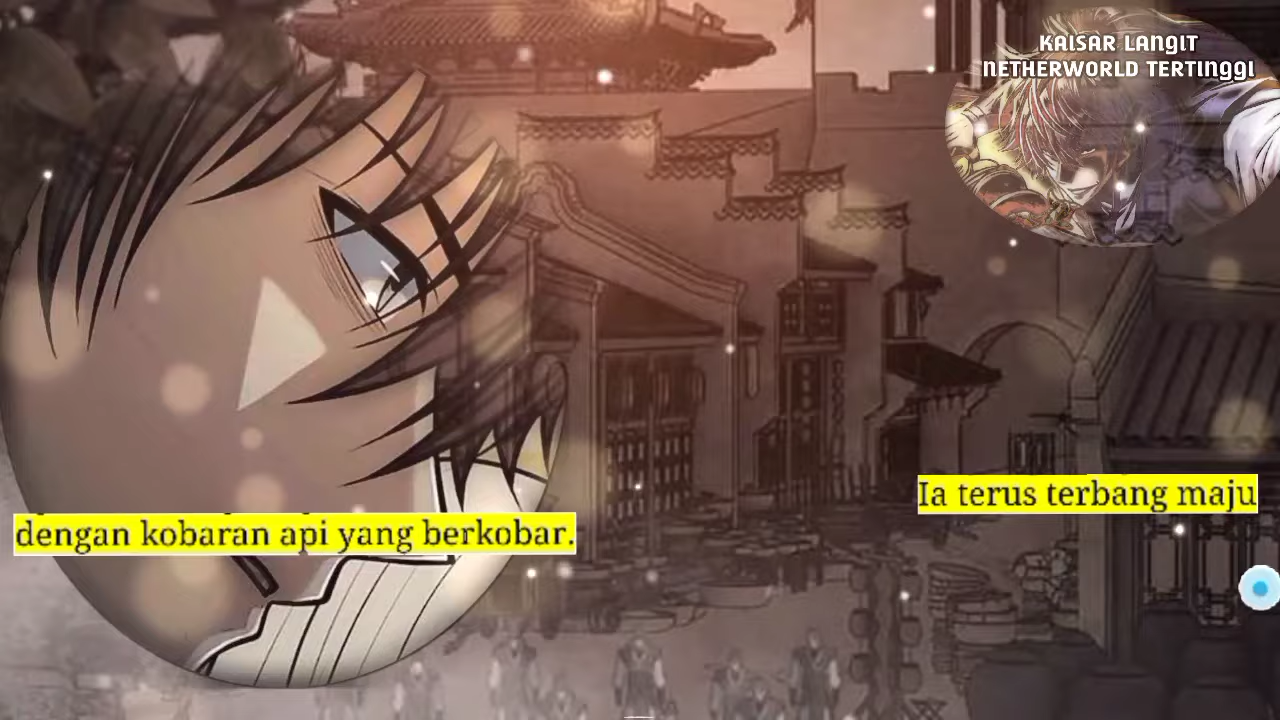 KAISAR LANGIT
NETHERWORLD TERTINGGI
Ia terus terbang maju
dengan kobaran api yang berkobar.